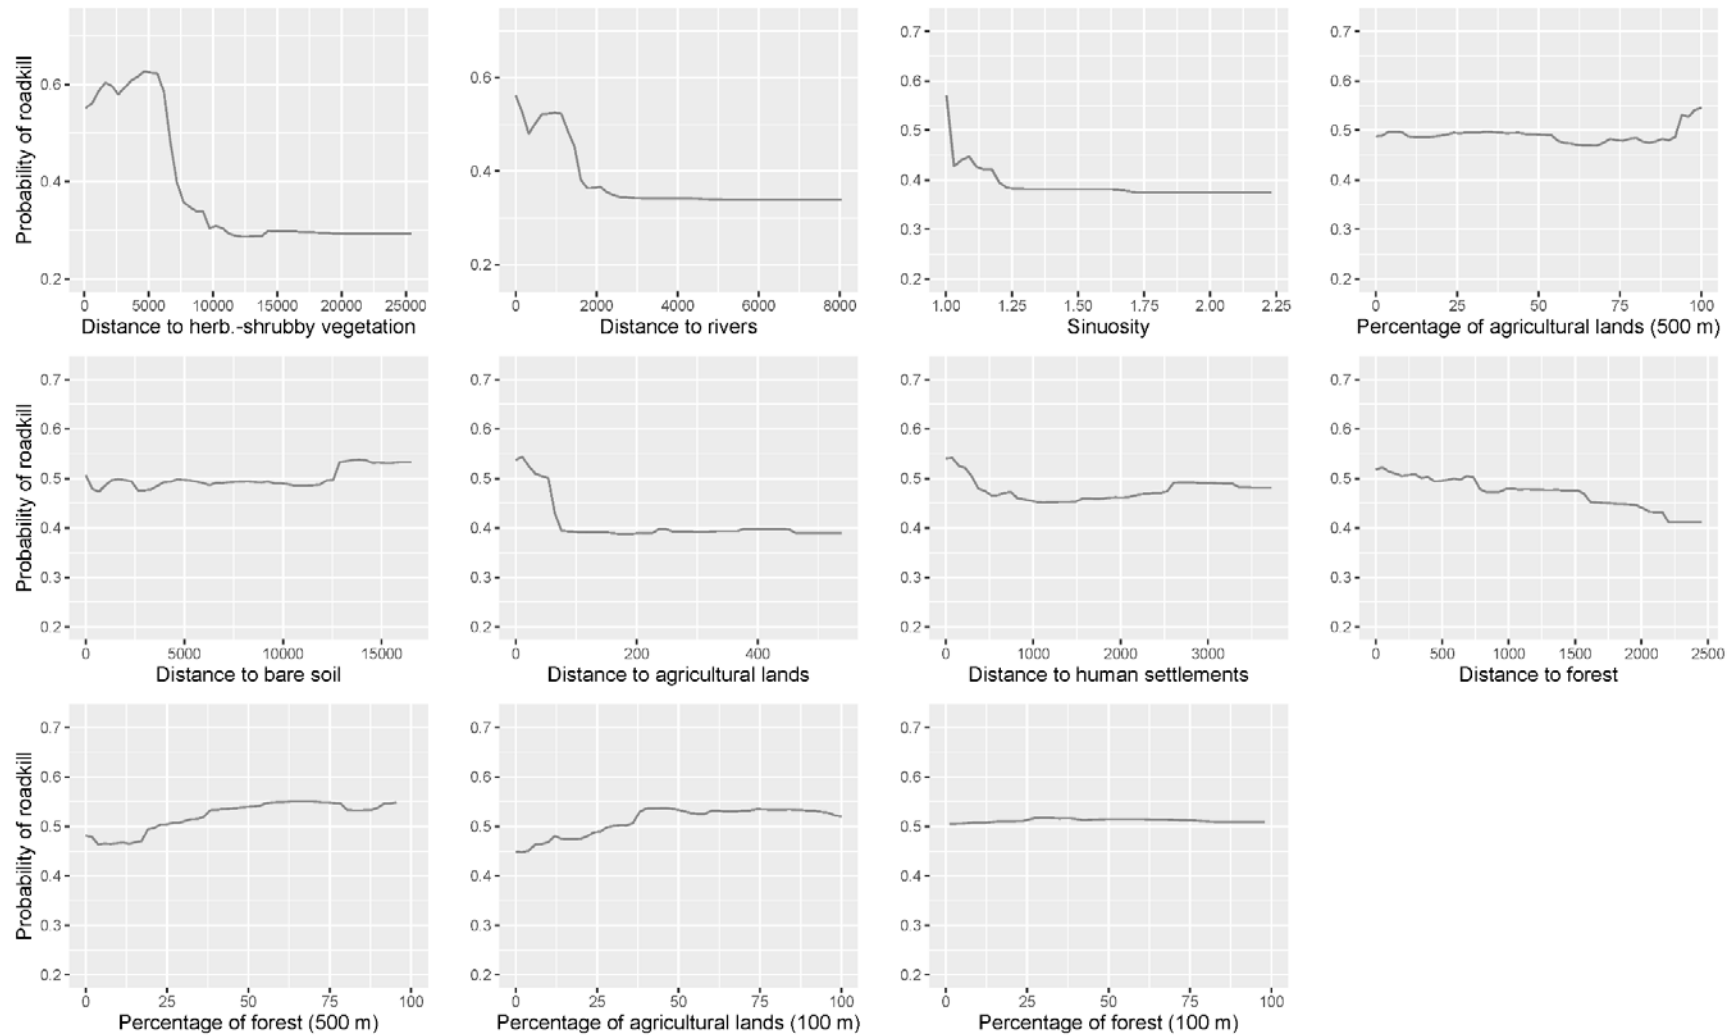 Probability of roadkill
0.6
0.4
0.2
0 5000 10000 15000 20000 25000
Distance to herb.-shrubby vegetation
0.6
0.4
0.2
0 2000 4000 6000 8000
Distance to rivers
0.7
0.6
0.5
0.4
0.3
0.2
1.00 1.25 1.50 1.75 2.00 2.25
Sinuosity
0.7
0.6
0.5
0.4
0.3
0.2
0 25 50 75 100
Percentage of agricultural lands (500 m)
Probability of roadkill
0.7
0.6
0.5
0.4
0.3
0.2
0 5000 10000 15000
Distance to bare soil
0.7
0.6
0.5
0.4
0.3
0.2
0 200 400
Distance to agricultural lands
0.7
0.6
0.5
0.4
0.3
0.2
0 1000 2000 3000
Distance to human settlements
0.7
0.6
0.5
0.4
0.3
0.2
0 500 1000 1500 2000 2500
Distance to forest
Probability of roadkill
0.7
0.6
0.5
0.4
0.3
0.2
0 25 50 75 100
Percentage of forest (500 m)
0.7
0.6
0.5
0.4
0.3
0.2
0 25 50 75 100
Percentage of agricultural lands (100 m)
0.7
0.6
0.5
0.4
0.3
0.2
0 25 50 75 100
Percentage of forest (100 m)